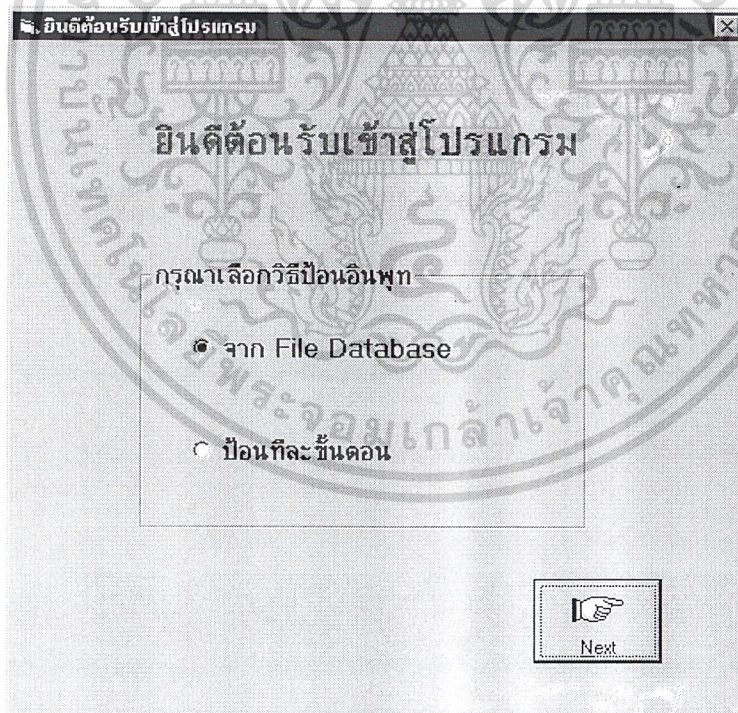 ยินดีต้อนรับเข้าสู่โปรแกรม
ยินดีต้อนรับเข้าสู่โปรแกรม
กรุณาเลือกวิธีป้อนอินพุท
จาก File Database
ป้อนทีละขั้นตอน
Next